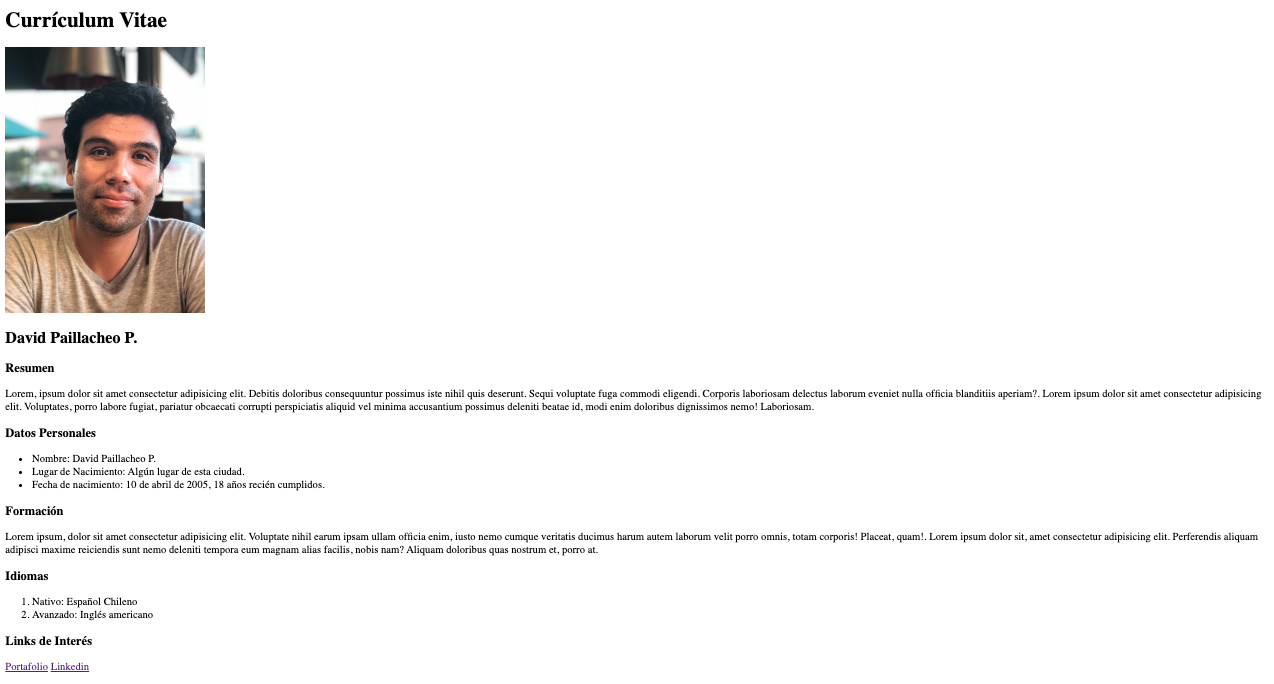 Currículum Vitae
David Paillacheo P.
Resumen
Lorem, ipsum dolor sit amet consectetur adipisicing elit. Debitis doloribus consequuntur possimus iste nihil quis deserunt. Sequi voluptate fuga commodi eligendi. Corporis laboriosam delectus laborum eveniet nulla officia blanditiis aperiam?. Lorem ipsum dolor sit amet consectetur adipisicing
elit. Voluptates, porro labore fugiat, pariatur obcaecati corrupti perspiciatis aliquid vel minima accusantium possimus deleniti beatae id, modi enim doloribus dignissimos nemo! Laboriosam.
Datos Personales
• Nombre: David Paillacheo P.
• Lugar de Nacimiento: Algún lugar de esta ciudad.
• Fecha de nacimiento: 10 de abril de 2005, 18 años recién cumplidos.
Formación
Lorem ipsum, dolor sit amet consectetur adipisicing elit. Voluptate nihil earum ipsam ullam officia enim, iusto nemo cumque veritatis ducimus harum autem laborum velit porro omnis, totam corporis! Placeat, quam!. Lorem ipsum dolor sit, amet consectetur adipisicing elit. Perferendis aliquam
adipisci maxime reiciendis sunt nemo deleniti tempora eum magnam alias facilis, nobis nam? Aliquam doloribus quas nostrum et, porro at.
Idiomas
1. Nativo: Español Chileno
2. Avanzado: Inglés americano
Links de Interés
Portafolio Linkedin